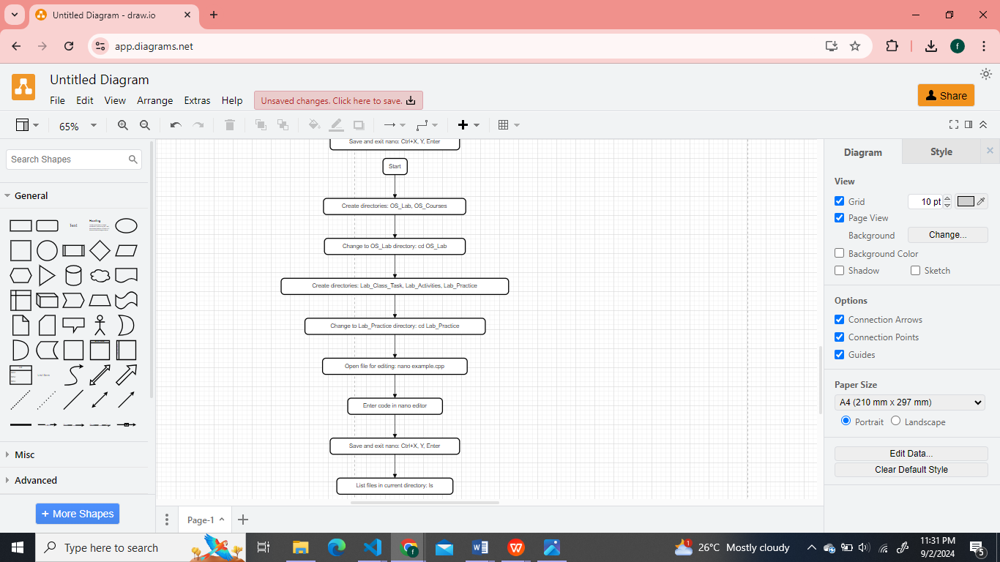 Untitled Diagram - draw.io
app.diagrams.net
f
Untitled Diagram
File Edit View Arrange Extras Help
Unsaved changes. Click here to save.
Share
65%
Search Shapes
General
Text
Heading
List Item
Misc
Advanced
+ More Shapes
Save and exit nano: Ctrl+X, Y, Enter
Start
Create directories: OS_Lab, OS_Courses
Change to OS_Lab directory: cd OS_Lab
Create directories: Lab_Class_Task, Lab_Activities, Lab_Practice
Change to Lab_Practice directory: cd Lab_Practice
Open file for editing: nano example.cpp
Enter code in nano editor
Save and exit nano: Ctrl+X, Y, Enter
List files in current directory: ls
Page-1
Diagram Style
View
Grid 10 pt
Page View
Background Change...
Background Color
Shadow Sketch
Options
Connection Arrows
Connection Points
Guides
Paper Size
A4 (210 mm x 297 mm)
Portrait Landscape
Edit Data...
Clear Default Style
Type here to search
W
W
1
26°C Mostly cloudy
11:31 PM
9/2/2024
5